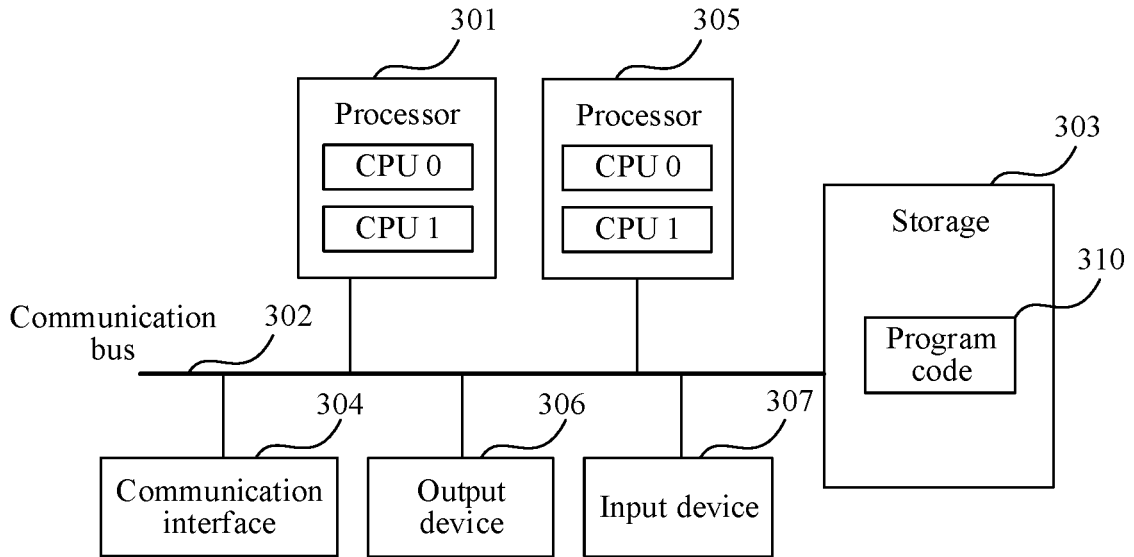 301
305
Processor
CPU 0
CPU 1
Processor
CPU 0
CPU 1
303
Storage
310
Program
code
Communication
bus
302
304
306
307
Communication
interface
Output
device
Input device